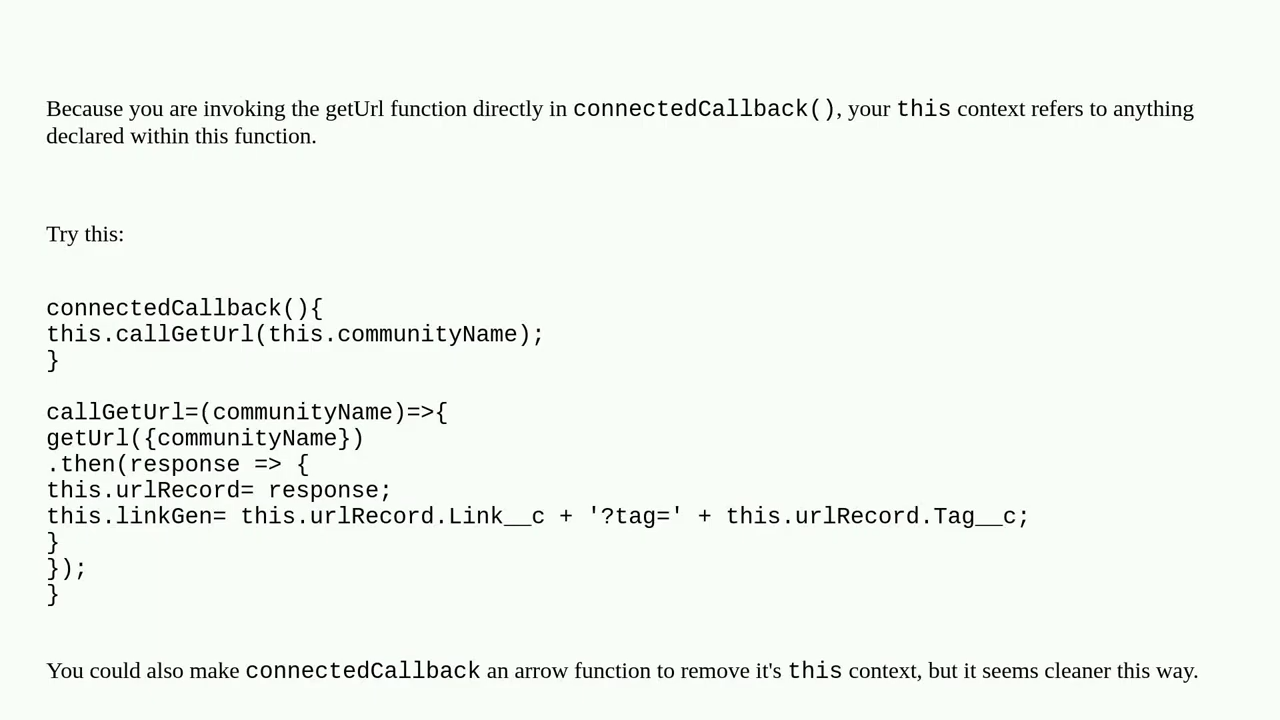 Because you are invoking the getUrl function directly in connectedCallback(), your this context refers to anything
declared within this function.
Try this:
connectedCallback(){
this.callGetUrl(this.communityName);
}
callGetUrl=(communityName)=>{
getUrl({communityName})
.then(response => {
this.urlRecord= response;
this.linkGen= this.urlRecord.Link__c + '?tag=' + this.urlRecord.Tag__c;
}
});
}
You could also make connectedCallback an arrow function to remove it's this context, but it seems cleaner this way.